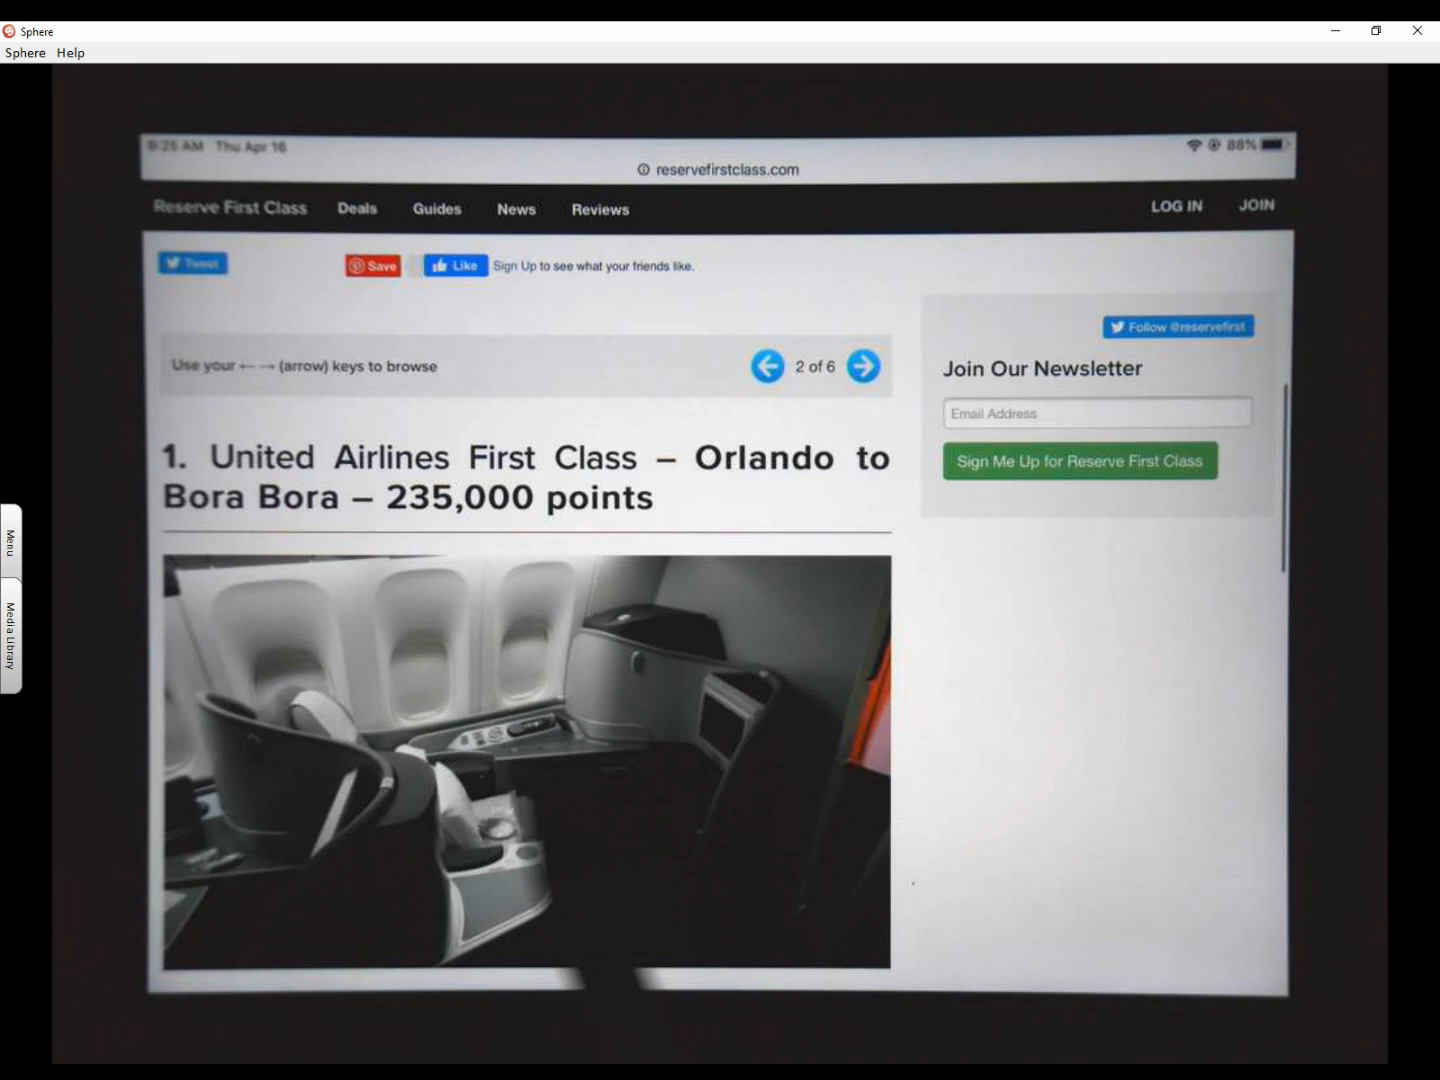 Sphere
Sphere Help
9:25 AM Thu Apr 16
88%
reservefirstclass.com
Reserve First Class Deals Guides News Reviews LOG IN JOIN
Tweet Save Like Sign Up to see what your friends like.
Follow @reservefirst
Use your ← → (arrow) keys to browse 2 of 6
Join Our Newsletter
Email Address
Sign Me Up for Reserve First Class
1. United Airlines First Class – Orlando to
Bora Bora – 235,000 points
Menu
Media Library